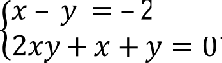 x - y = -2
2xy + x + y = 0